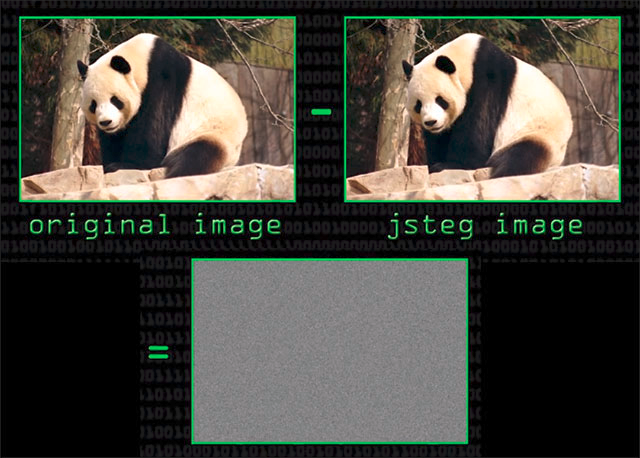 -
original image
jsteg image
=